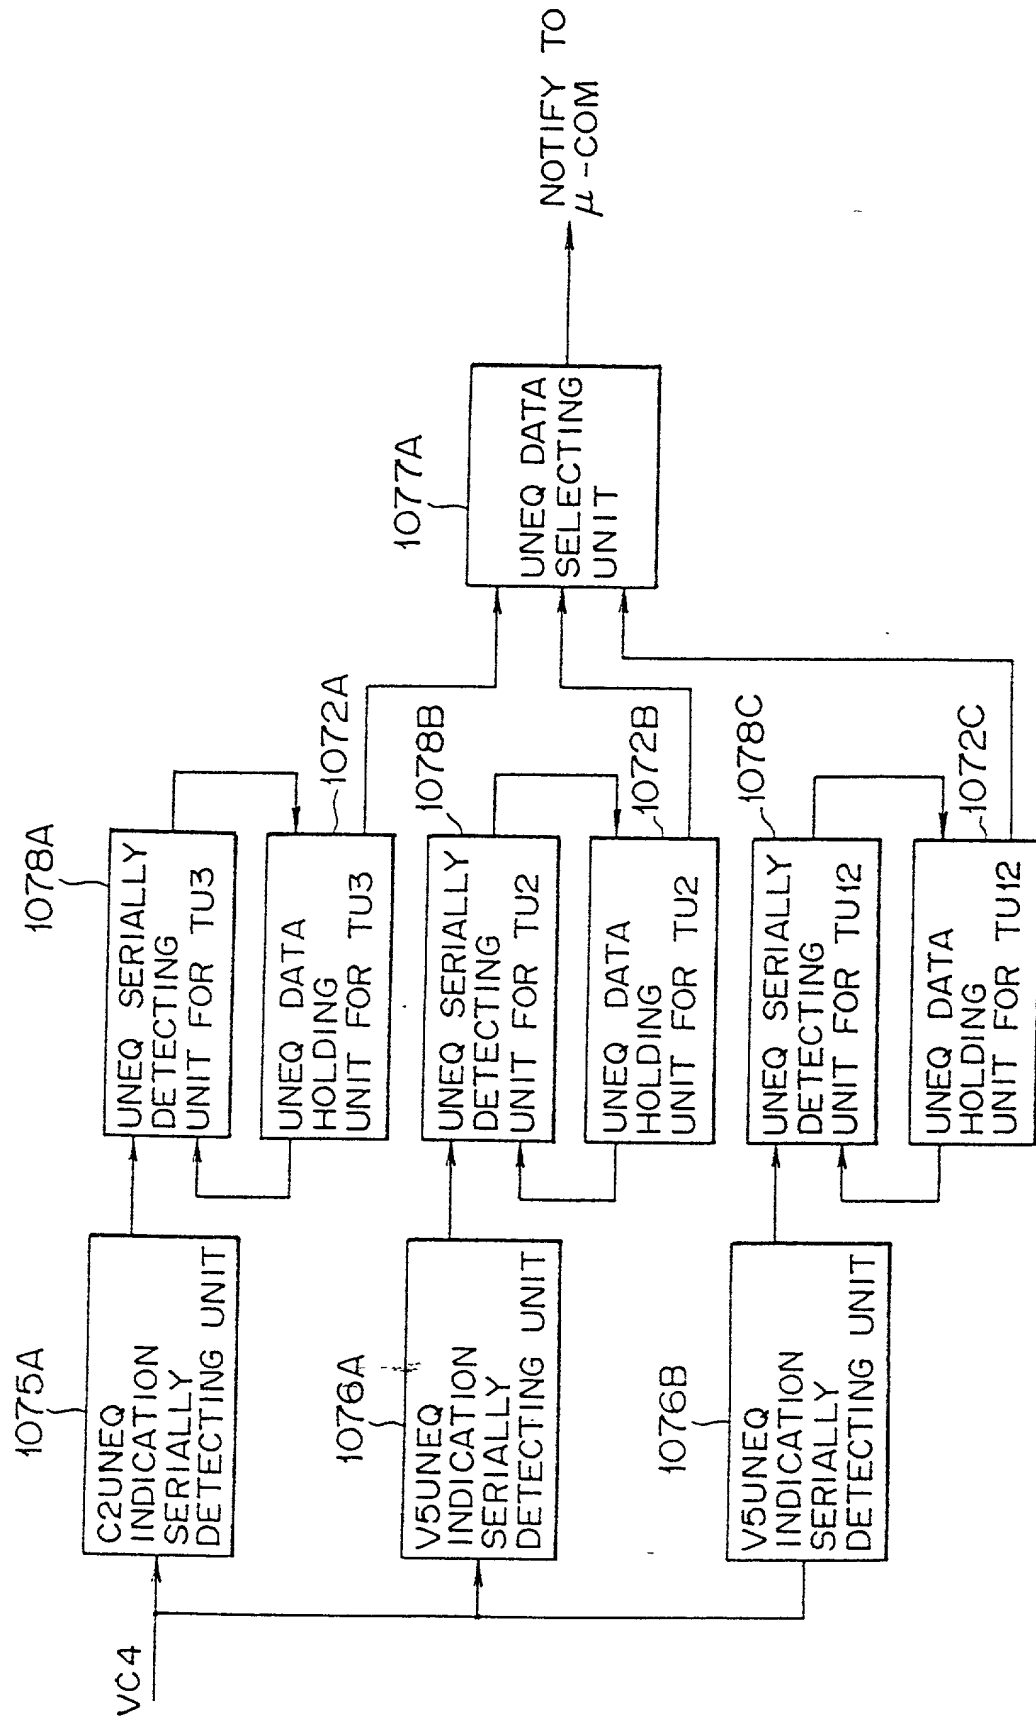 VC4
1075A
C2UNEQ
INDICATION
SERIALLY
DETECTING UNIT
1076A
V5UNEQ
INDICATION
SERIALLY
DETECTING UNIT
1076B
V5UNEQ
INDICATION
SERIALLY
DETECTING UNIT
1078A
UNEQ SERIALLY
DETECTING
UNIT FOR TU3
1072A
UNEQ DATA
HOLDING
UNIT FOR TU3
1078B
UNEQ SERIALLY
DETECTING
UNIT FOR TU2
1072B
UNEQ DATA
HOLDING
UNIT FOR TU2
1078C
UNEQ SERIALLY
DETECTING
UNIT FOR TU12
1072C
UNEQ DATA
HOLDING
UNIT FOR TU12
1077A
UNEQ DATA
SELECTING
UNIT
NOTIFY TO
μ-COM